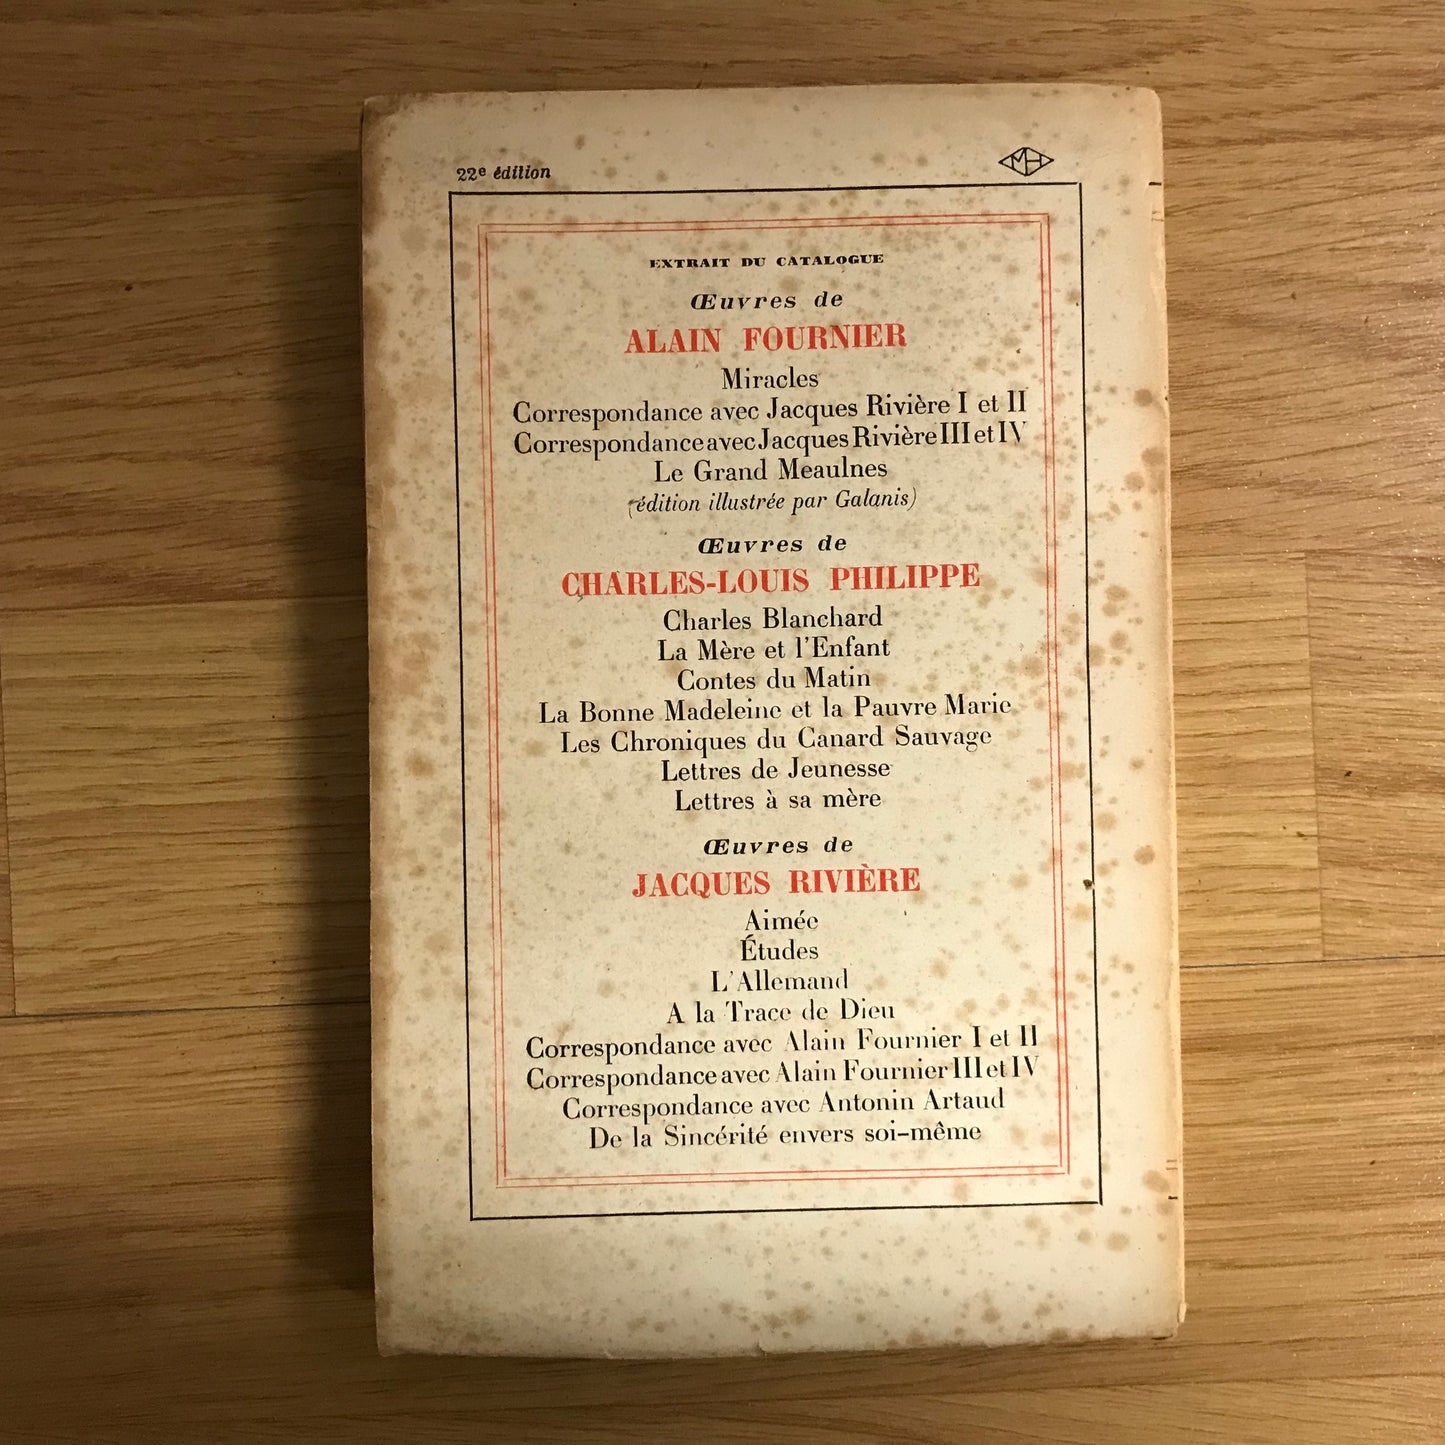 22e édition
MH
EXTRAIT DU CATALOGUE
Œuvres de
ALAIN FOURNIER
Miracles
Correspondance avec Jacques Rivière I et II
Correspondance avec Jacques Rivière III et IV
Le Grand Meaulnes
(édition illustrée par Galanis)
Œuvres de
CHARLES-LOUIS PHILIPPE
Charles Blanchard
La Mère et l'Enfant
Contes du Matin
La Bonne Madeleine et la Pauvre Marie
Les Chroniques du Canard Sauvage
Lettres de Jeunesse
Lettres à sa mère
Œuvres de
JACQUES RIVIÈRE
Aimée
Études
L'Allemand
A la Trace de Dieu
Correspondance avec Alain Fournier I et II
Correspondance avec Alain Fournier III et IV
Correspondance avec Antonin Artaud
De la Sincérité envers soi-même